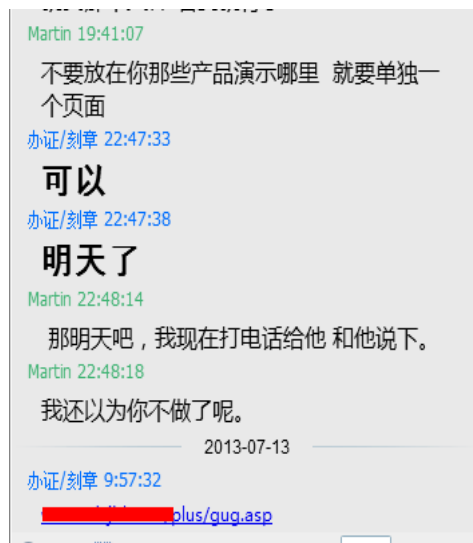 Martin 19:41:07
不要放在你那些产品演示哪里 就要单独一
个页面
办证/刻章 22:47:33
可以
办证/刻章 22:47:38
明天了
Martin 22:48:14
那明天吧，我现在打电话给他 和他说下。
Martin 22:48:18
我还以为你不做了呢。
2013-07-13
办证/刻章 9:57:32
plus/gug.asp